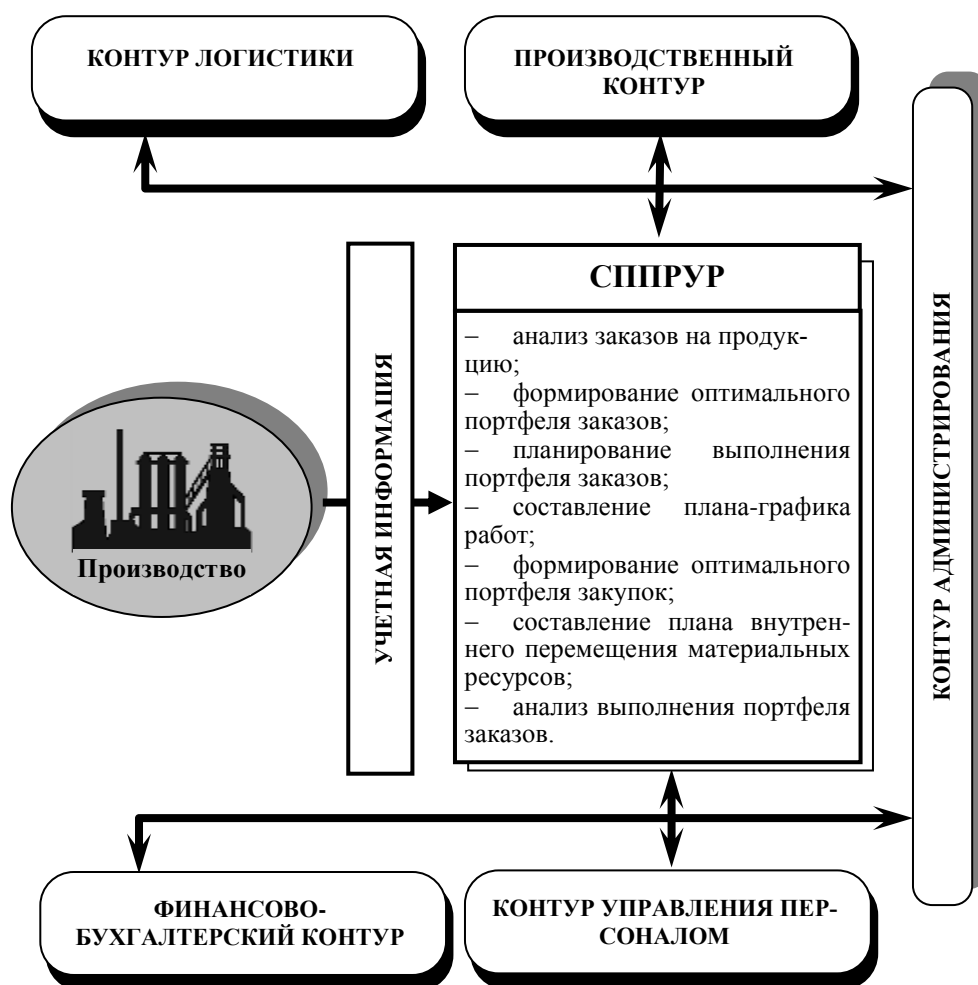 КОНТУР ЛОГИСТИКИ
ПРОИЗВОДСТВЕННЫЙ
КОНТУР
КОНТУР АДМИНИСТРИРОВАНИЯ
Производство
УЧЕТНАЯ ИНФОРМАЦИЯ
СППРУР
– анализ заказов на продук-
цию;
– формирование оптимального
портфеля заказов;
– планирование выполнения
портфеля заказов;
– составление плана-графика
работ;
– формирование оптимального
портфеля закупок;
– составление плана внутрен-
него перемещения материальных
ресурсов;
– анализ выполнения портфеля
заказов.
ФИНАНСОВО-
БУХГАЛТЕРСКИЙ КОНТУР
КОНТУР УПРАВЛЕНИЯ ПЕР-
СОНАЛОМ